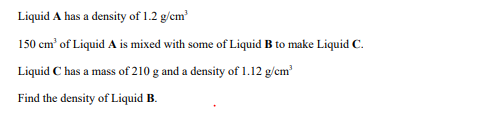 Liquid A has a density of 1.2 g/cm³
150 cm³ of Liquid A is mixed with some of Liquid B to make Liquid C.
Liquid C has a mass of 210 g and a density of 1.12 g/cm³
Find the density of Liquid B.